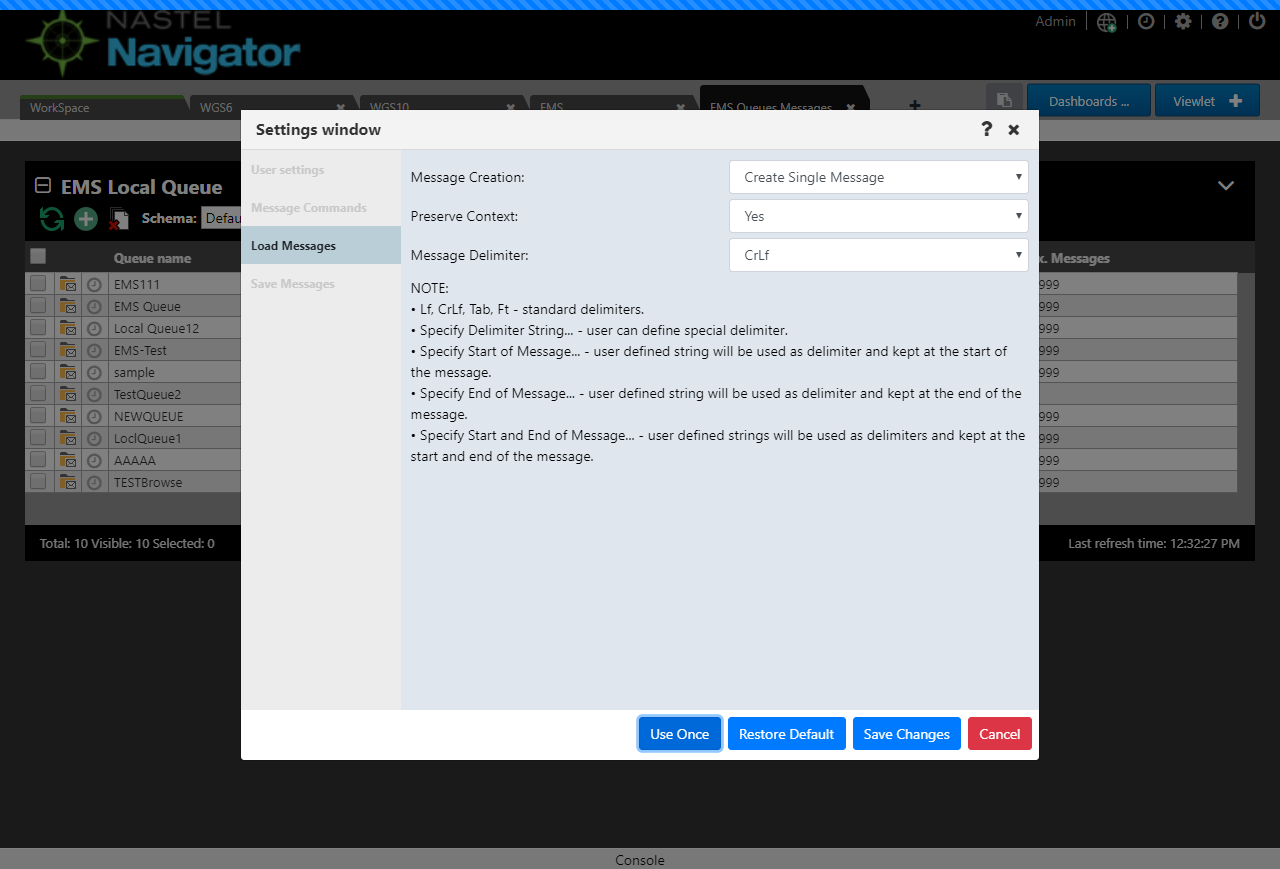 NASTEL
Navigator
Admin
WorkSpace
WGS6
WGS10
EMS
EMS Queues Messages
Dashboards ...
Viewlet
Settings window
User settings
Message Commands
Load Messages
Save Messages
Message Creation:
Create Single Message
Preserve Context:
Yes
Message Delimiter:
CrLf
NOTE:
• Lf, CrLf, Tab, Ft - standard delimiters.
• Specify Delimiter String... - user can define special delimiter.
• Specify Start of Message... - user defined string will be used as delimiter and kept at the start of
the message.
• Specify End of Message... - user defined string will be used as delimiter and kept at the end of the
message.
• Specify Start and End of Message... - user defined strings will be used as delimiters and kept at the
start and end of the message.
Use Once
Restore Default
Save Changes
Cancel
EMS Local Queue
Schema:
Defau
Queue name
x. Messages
EMS111
999
EMS Queue
999
Local Queue12
999
EMS-Test
999
sample
999
TestQueue2
NEWQUEUE
999
LoclQueue1
999
AAAAA
999
TESTBrowse
999
Total: 10 Visible: 10 Selected: 0
Last refresh time: 12:32:27 PM
Console